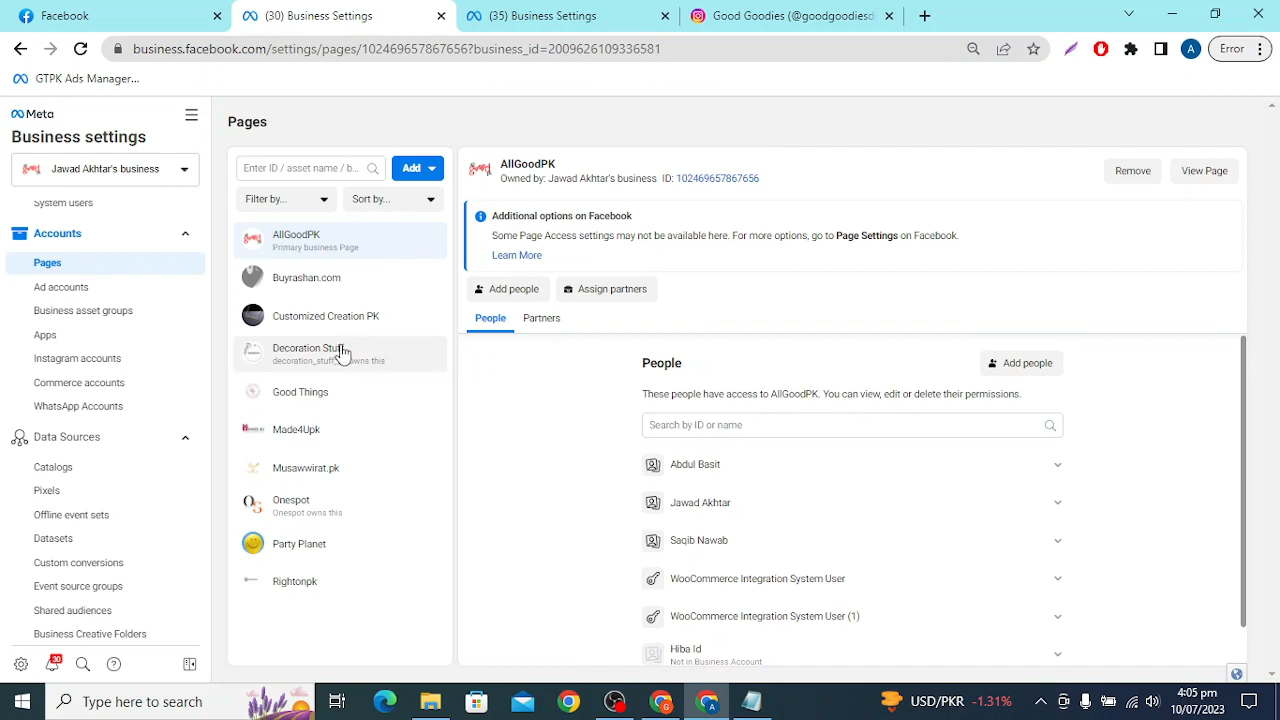 Facebook
(30) Business Settings
(35) Business Settings
Good Goodies (@goodgoodiesd
business.facebook.com/settings/pages/102469657867656?business_id=2009626109336581
A
Error
GTPK Ads Manager...
Meta
Business settings
Jawad Akhtar's business
System users
Accounts
Pages
Ad accounts
Business asset groups
Apps
Instagram accounts
Commerce accounts
WhatsApp Accounts
Data Sources
Catalogs
Pixels
Offline event sets
Datasets
Custom conversions
Event source groups
Shared audiences
Business Creative Folders
30
Pages
Enter ID / asset name / b...
Add
Filter by...
Sort by...
AllGoodPK
Primary business Page
Buyrashan.com
Customized Creation PK
Decoration Stuff
decoration_stuff_ owns this
Good Things
Made4Upk
Musawwirat.pk
Onespot
Onespot owns this
Party Planet
Rightonpk
AllGoodPK
Owned by: Jawad Akhtar's business ID: 102469657867656
Remove
View Page
Additional options on Facebook
Some Page Access settings may not be available here. For more options, go to Page Settings on Facebook.
Learn More
Add people
Assign partners
People
Partners
People
Add people
These people have access to AllGoodPK. You can view, edit or delete their permissions.
Search by ID or name
Abdul Basit
Jawad Akhtar
Saqib Nawab
WooCommerce Integration System User
WooCommerce Integration System User (1)
Hiba Id
Not in Business Account
Type here to search
USD/PKR -1.31%
4:05 pm
10/07/2023